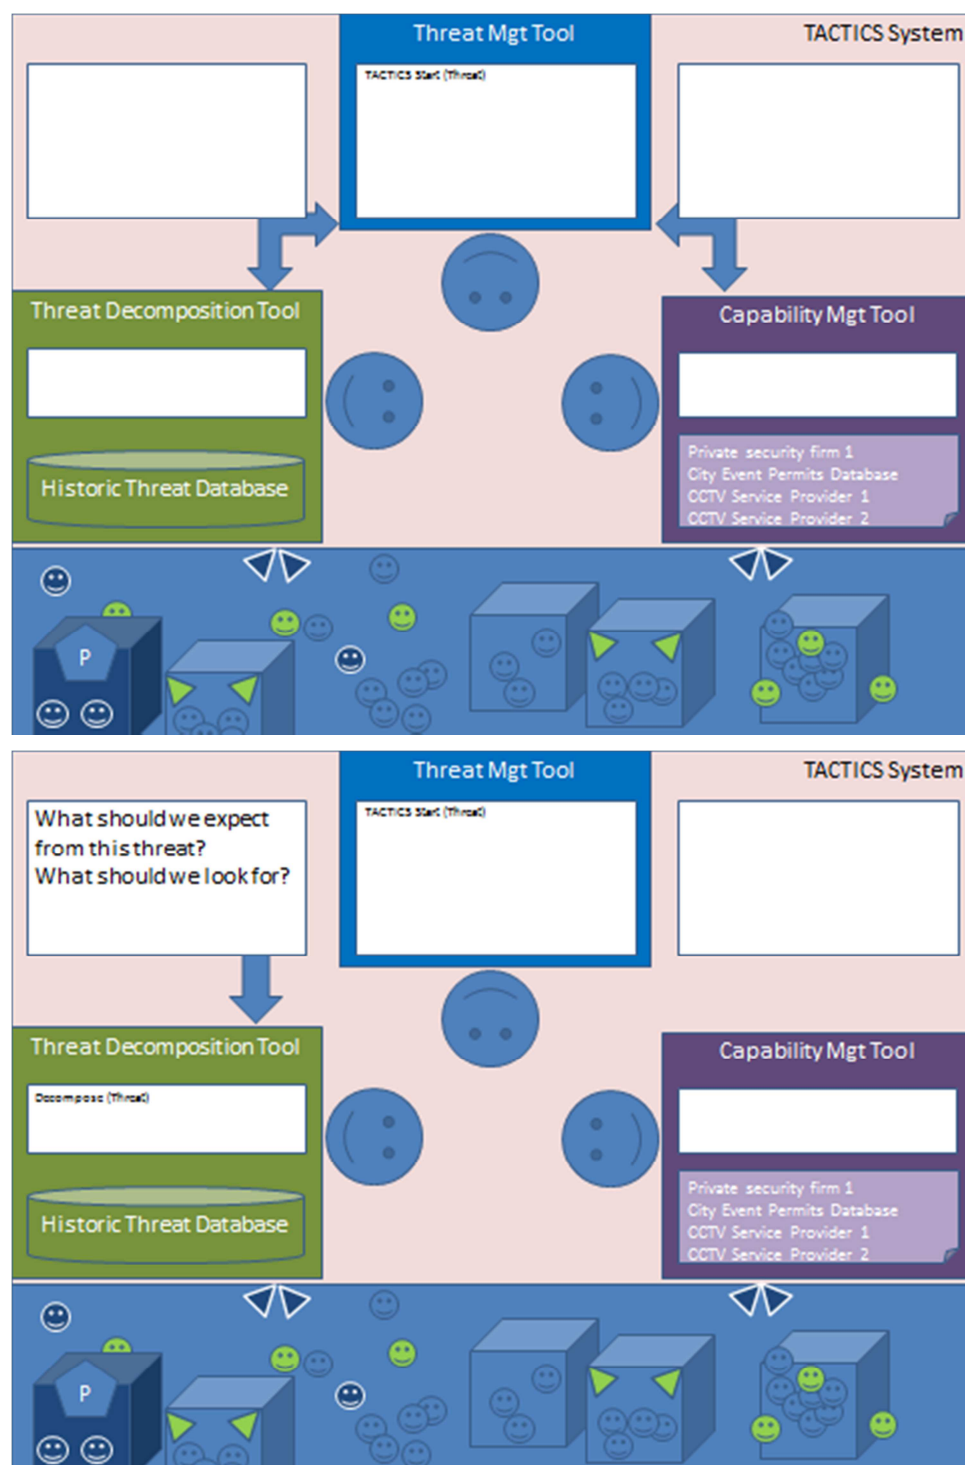 Threat Mgt Tool
TACTICS System
TACTICS Start (Threat)
Threat Decomposition Tool
Capability Mgt Tool
Historic Threat Database
Private security firm 1
City Event Permits Database
CCTV Service Provider 1
CCTV Service Provider 2
P
Threat Mgt Tool
TACTICS System
What should we expect
from this threat?
What should we look for?
TACTICS Start (Threat)
Threat Decomposition Tool
Capability Mgt Tool
Decompose (Threat)
Historic Threat Database
Private security firm 1
City Event Permits Database
CCTV Service Provider 1
CCTV Service Provider 2
P